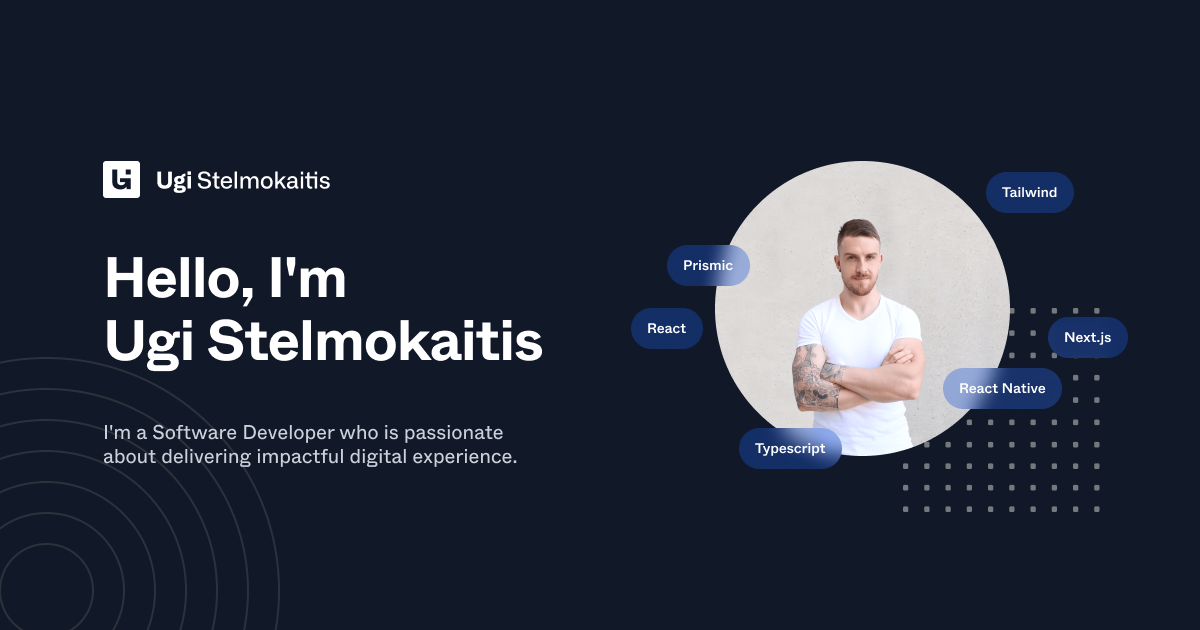 Ugi Stelmokaitis
Hello, I'm
Ugi Stelmokaitis
I'm a Software Developer who is passionate
about delivering impactful digital experience.
Tailwind
Prismic
React
Next.js
React Native
Typescript